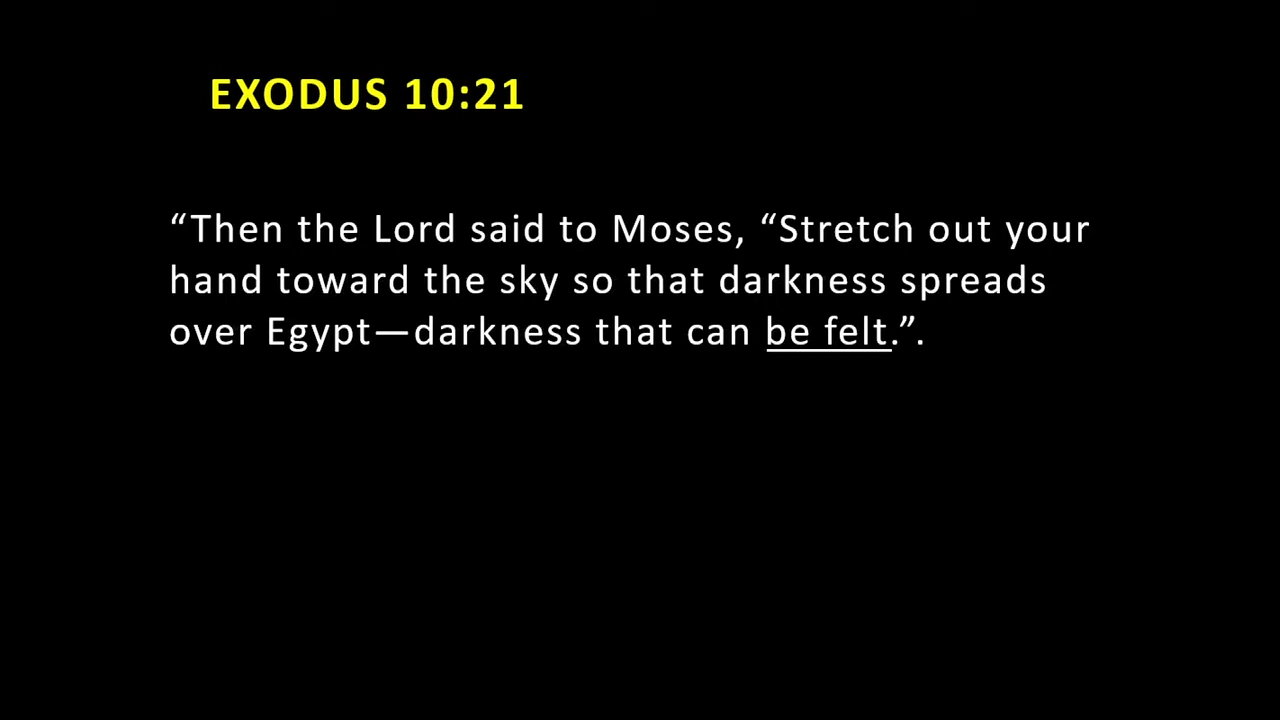 EXODUS 10:21
“Then the Lord said to Moses, “Stretch out your
hand toward the sky so that darkness spreads
over Egypt—darkness that can be felt.”.